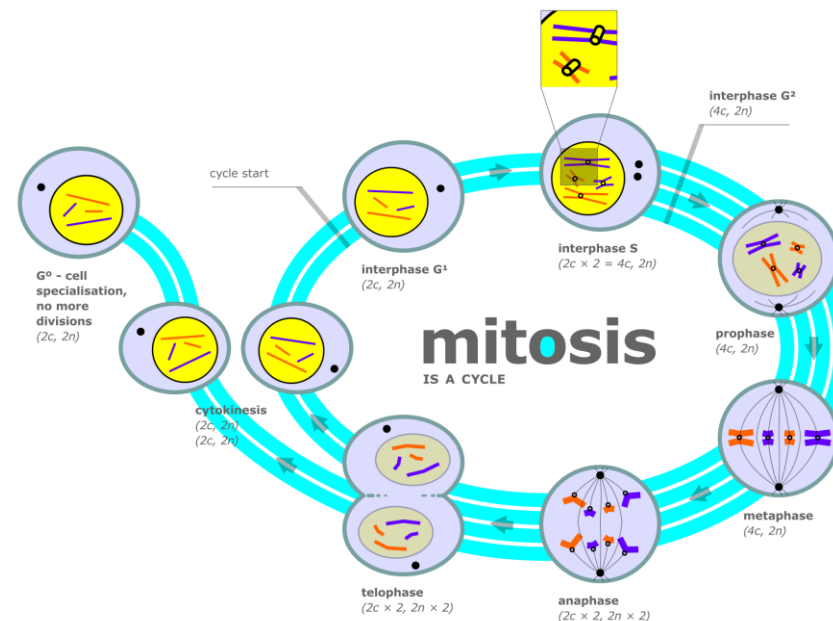 interphase G²
(4c, 2n)
cycle start
interphase G¹
(2c, 2n)
interphase S
(2c × 2 = 4c, 2n)
G⁰ - cell
specialisation,
no more
divisions
(2c, 2n)
prophase
(4c, 2n)
mitosis
IS A CYCLE
cytokinesis
(2c, 2n)
(2c, 2n)
metaphase
(4c, 2n)
telophase
(2c × 2, 2n × 2)
anaphase
(2c × 2, 2n × 2)